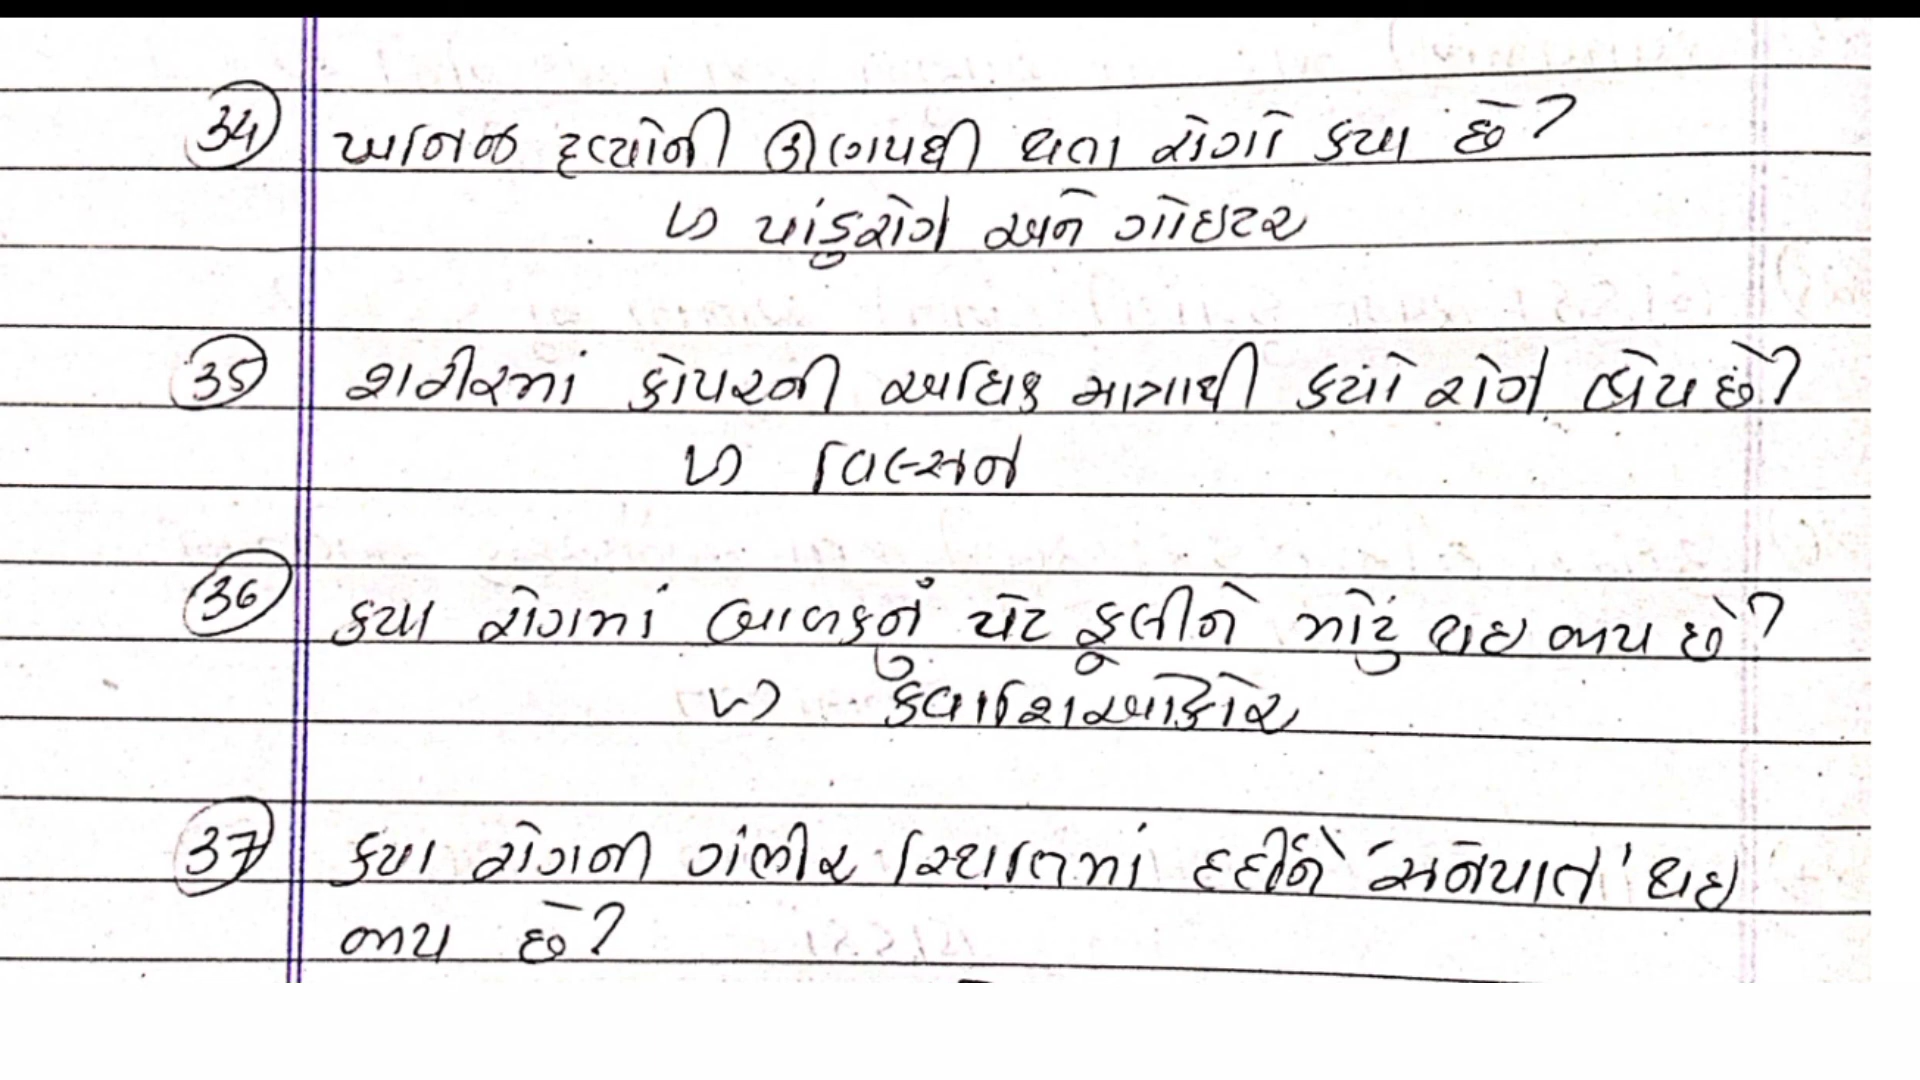 34 ખનિજ દ્રવ્યોની ઊણપથી થતા રોગો કયા છે?
↳ પાંડુરોગ અને ગોઇટર
35 શરીરમાં કોપરની અધિક માત્રાથી કયો રોગ હોય છે?
↳ વિલ્સન
36 કયા રોગમાં બાળકનું પેટ ફૂલીને મોટું થઇ જાય છે?
↳ ક્વાશિઓરકોર
37 કયા રોગની ગંભીર સ્થિતિમાં દર્દીને 'સનેપાત' થઇ
જાય છે?